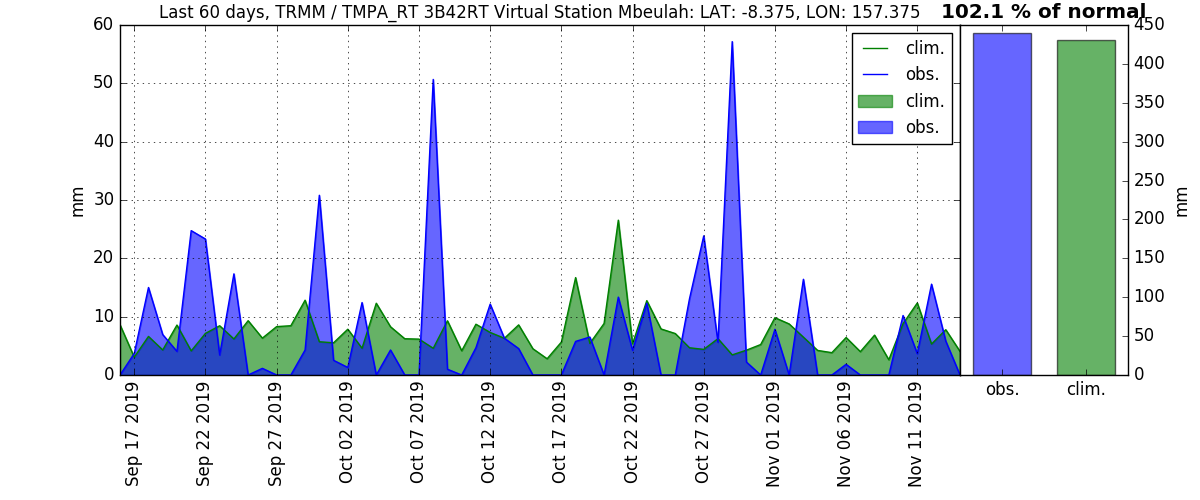 Last 60 days, TRMM / TMPA_RT 3B42RT Virtual Station Mbeulah: LAT: -8.375, LON: 157.375
102.1 % of normal
60
50
40
30
20
10
0
mm
clim.
obs.
clim.
obs.
450
400
350
300
250
200
150
100
50
0
mm
Sep 17 2019
Sep 22 2019
Sep 27 2019
Oct 02 2019
Oct 07 2019
Oct 12 2019
Oct 17 2019
Oct 22 2019
Oct 27 2019
Nov 01 2019
Nov 06 2019
Nov 11 2019
obs.
clim.